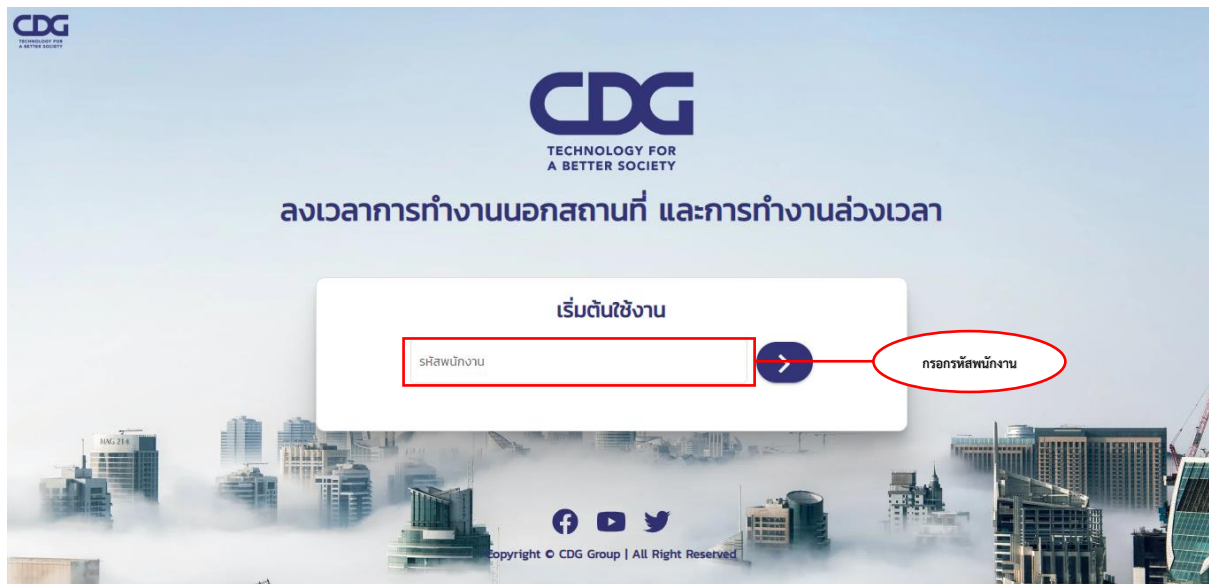 CDG
TECHNOLOGY FOR
A BETTER SOCIETY
CDG
TECHNOLOGY FOR
A BETTER SOCIETY
ลงเวลาการทำงานนอกสถานที่ และการทำงานล่วงเวลา
เริ่มต้นใช้งาน
รหัสพนักงาน
กรอกรหัสพนักงาน
MAG 214
Copyright © CDG Group | All Right Reserved